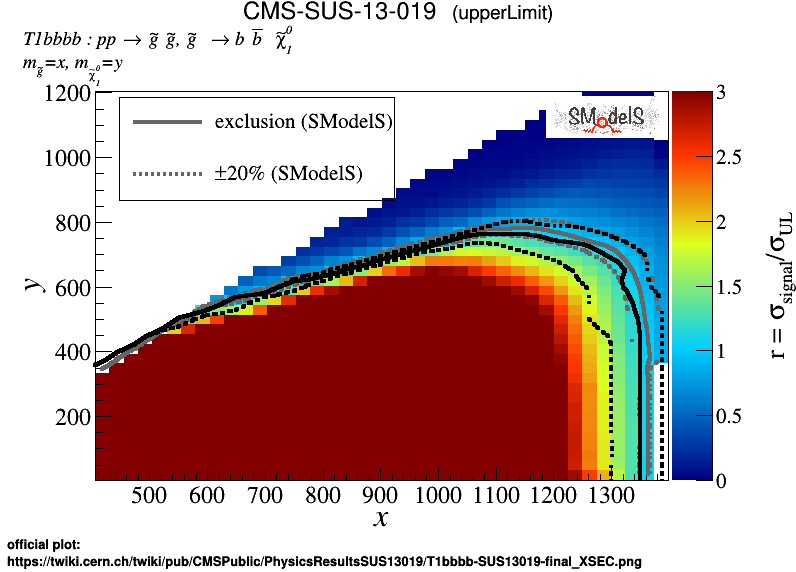 CMS-SUS-13-019 (upperLimit)
T1bbbb : pp → g̃ g̃, g̃ → b b̅ χ̃₁⁰
m_g̃=x, m_χ̃₁⁰=y
exclusion (SModelS)
±20% (SModelS)
SModelS
1200
1000
800
600
400
200
y
500 600 700 800 900 1000 1100 1200 1300
x
3
2.5
2
1.5
1
0.5
0
r = σ_signal/σ_UL
official plot:
https://twiki.cern.ch/twiki/pub/CMSPublic/PhysicsResultsSUS13019/T1bbbb-SUS13019-final_XSEC.png